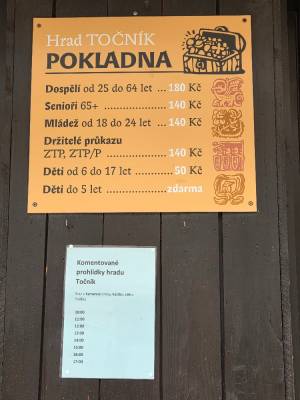 Hrad TOČNÍK
POKLADNA
Dospělí od 25 do 64 let ... 180 Kč
Senioři 65+ ................ 140 Kč
Mládež od 18 do 24 let ... 140 Kč
Držitelé průkazu
ZTP, ZTP/P ................ 140 Kč
Děti od 6 do 17 let ........... 50 Kč
Děti do 5 let ................ zdarma
Komentované
prohlídky hradu
Točník
10:00
11:00
12:00
13:00
14:00
15:00
16:00
17:00